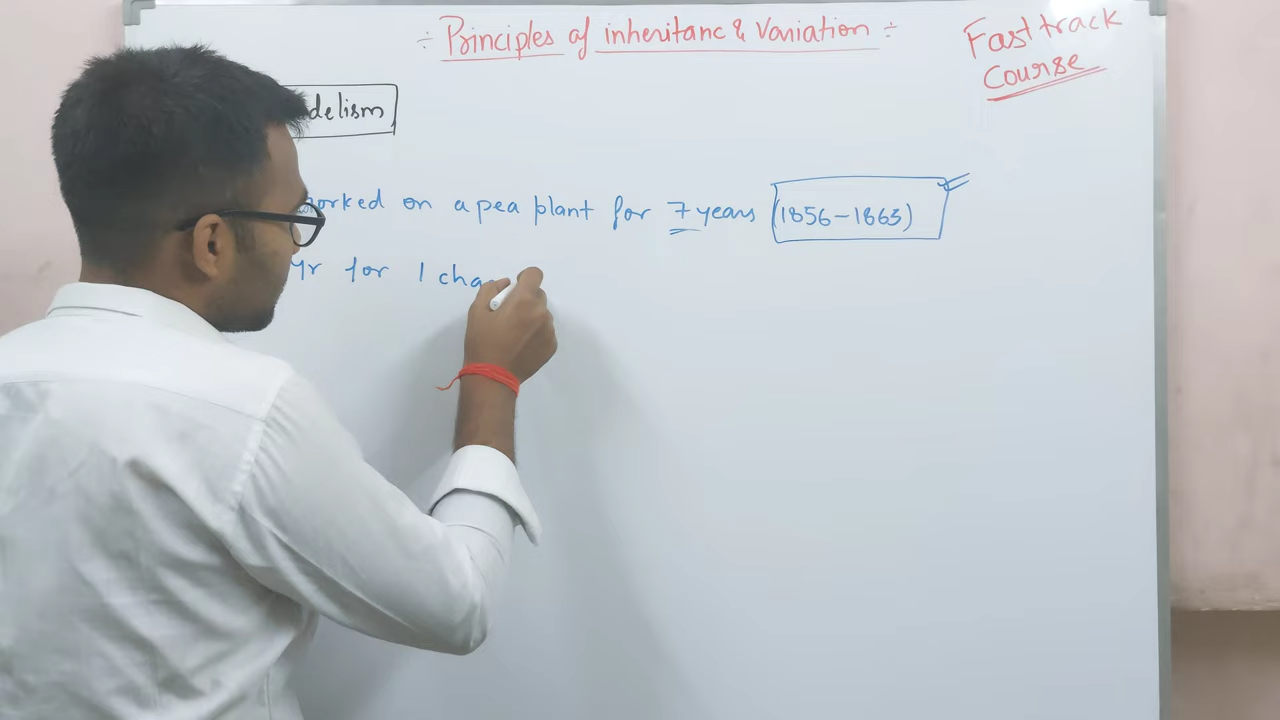 ÷ Principles of inheritanc & Variation ÷
Fast track
Course
delism
worked on a pea plant for 7 years (1856-1863)
yr for 1 cha